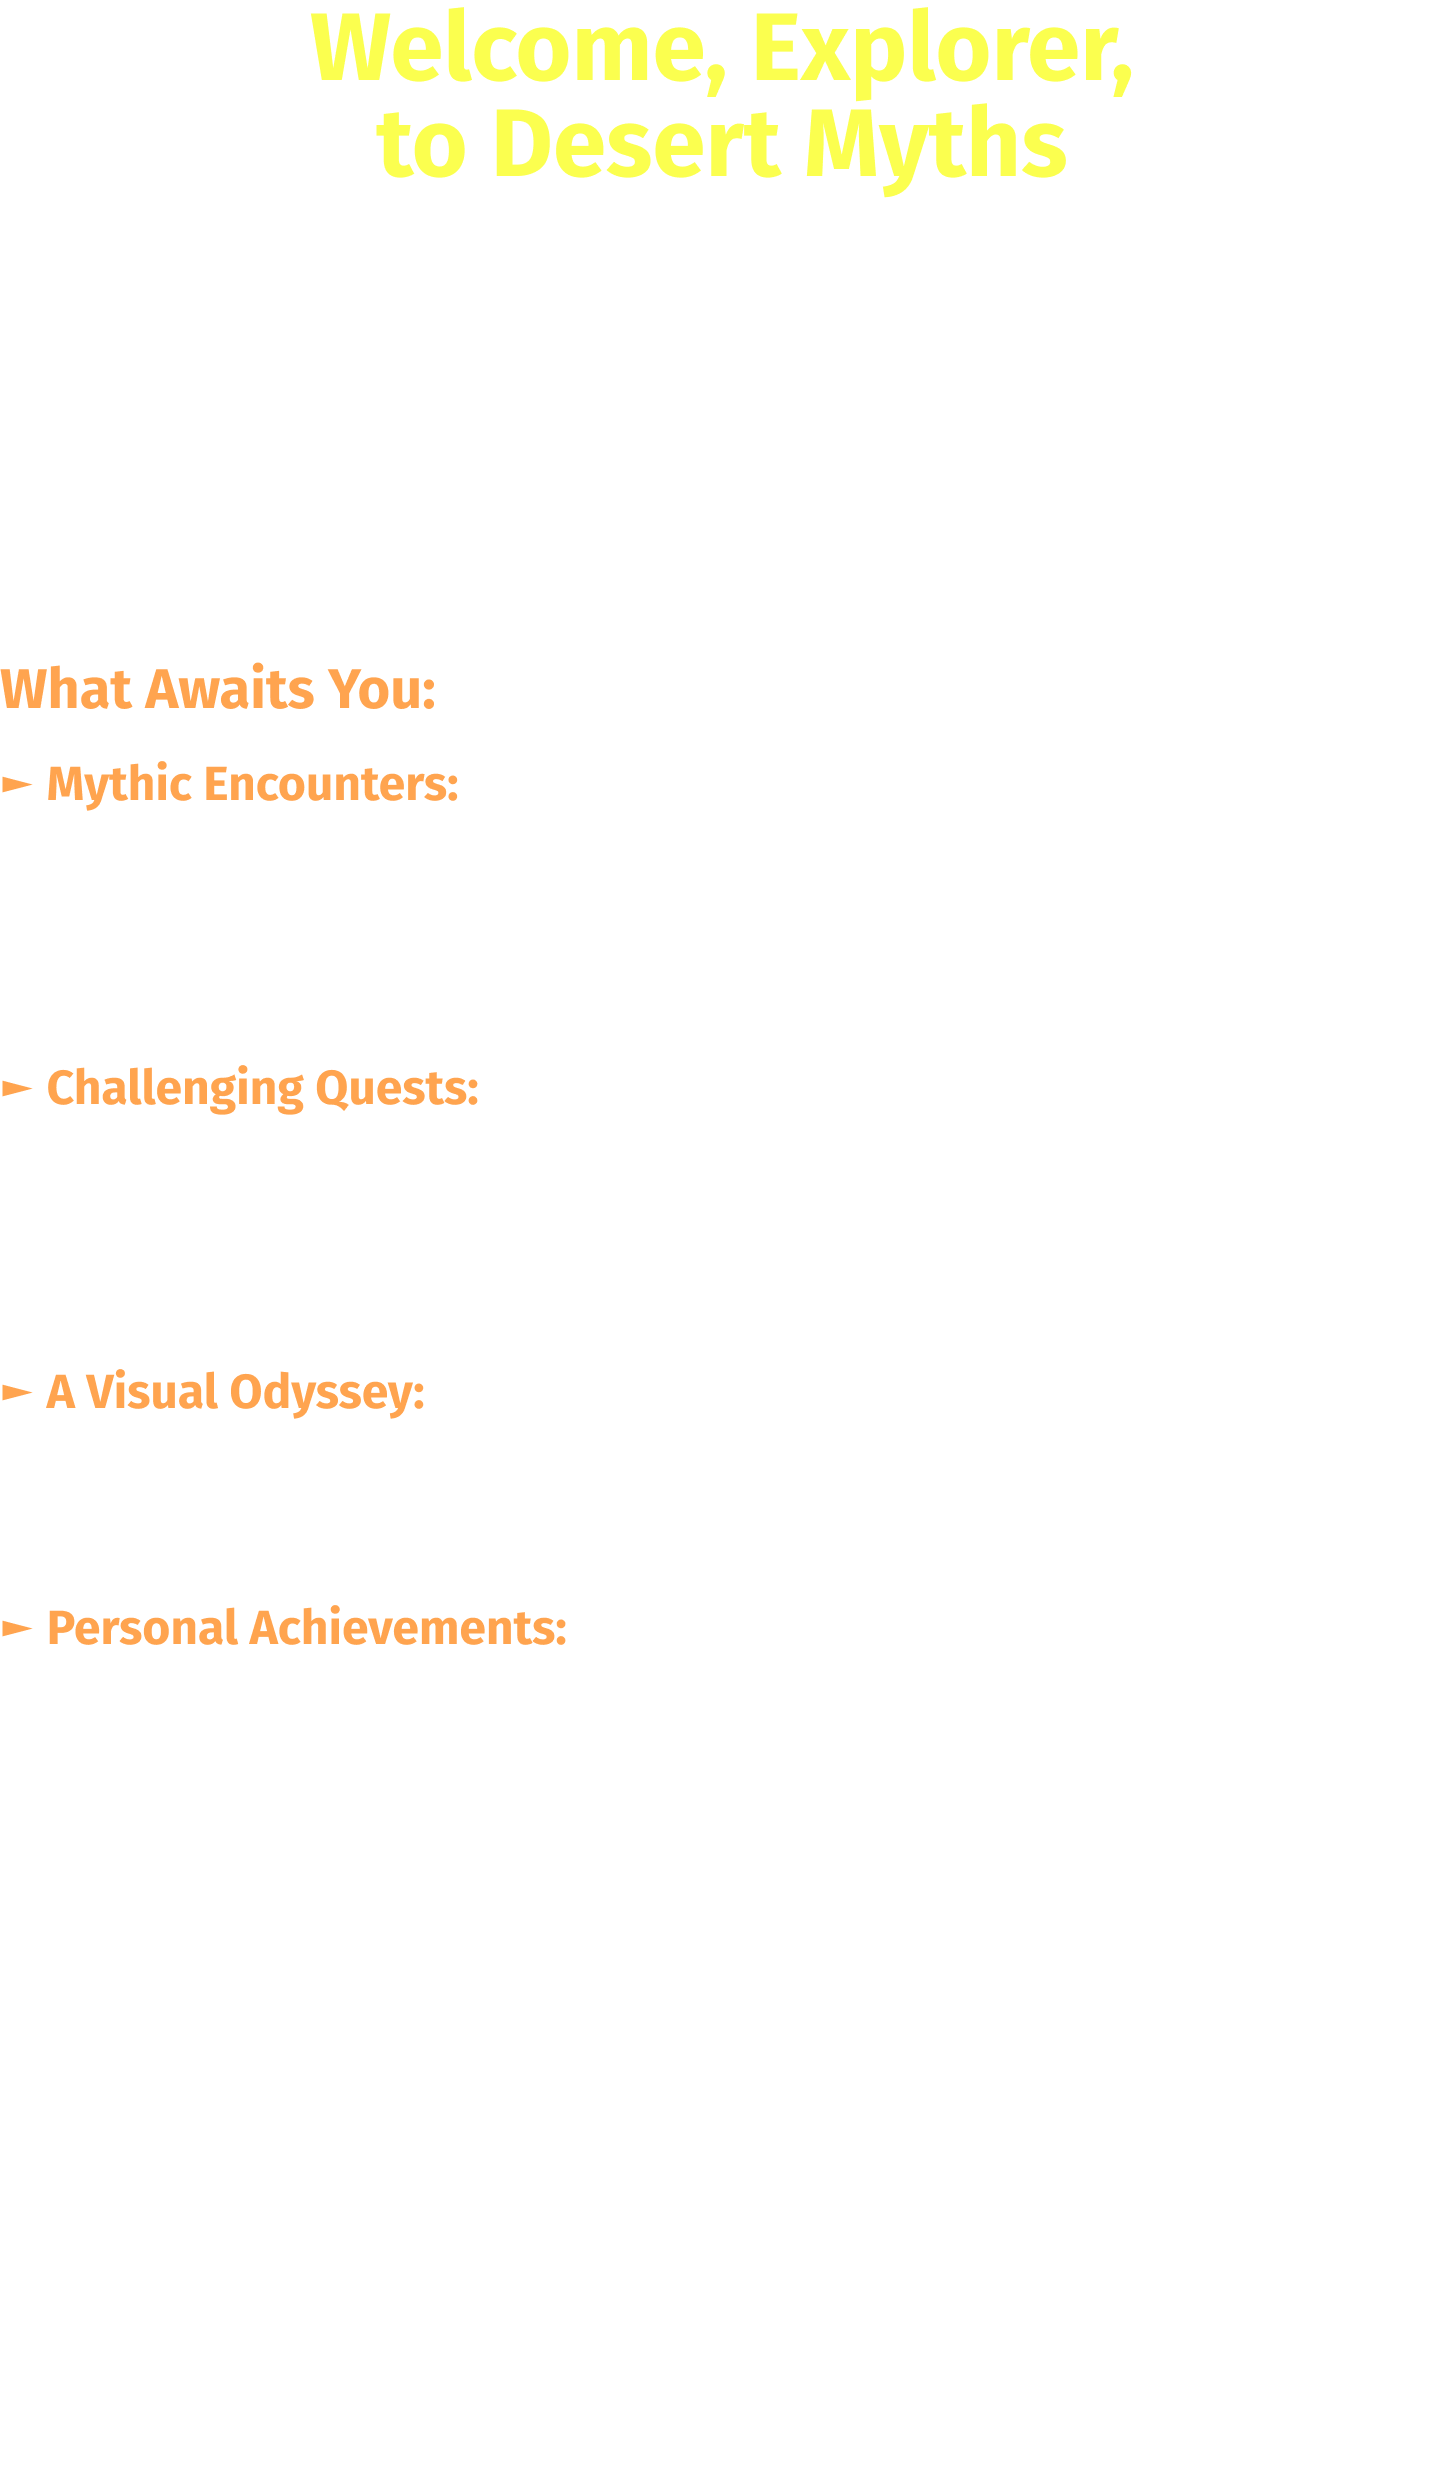 Welcome, Explorer,
to Desert Myths
What Awaits You:
► Mythic Encounters:
► Challenging Quests:
► A Visual Odyssey:
► Personal Achievements: